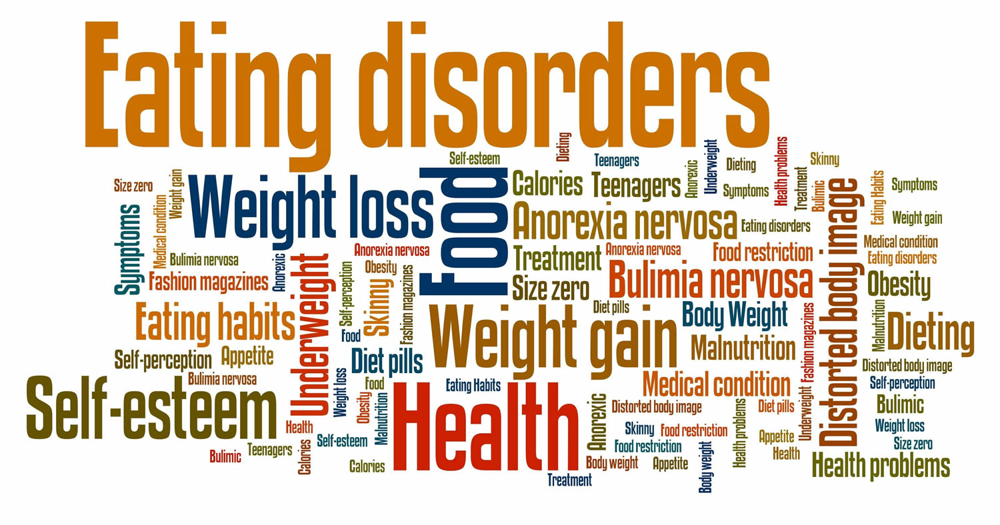 Eating disorders
Self-esteem
Dieting
Teenagers
Underweight
Dieting
Health problems
Skinny
Size zero
Weight gain
Weight loss
Food
Calories
Teenagers
Anorexic
Symptoms
Treatment
Bulimic
Distorted body image
Eating Habits
Symptoms
Symptoms
Medical condition
Anorexia nervosa
Eating disorders
Weight gain
Bulimia nervosa
Anorexic
Underweight
Anorexia nervosa
Treatment
Anorexia nervosa
Food restriction
Medical condition
Eating disorders
Fashion magazines
Self-perception
Obesity
Skinny
Fashion magazines
Size zero
Bulimia nervosa
Obesity
Eating habits
Food
Weight gain
Diet pills
Body Weight
Fashion magazines
Malnutrition
Dieting
Self-perception
Appetite
Diet pills
Malnutrition
Distorted body image
Bulimia nervosa
Weight loss
Food
Eating Habits
Medical condition
Self-perception
Self-esteem
Obesity
Malnutrition
Health
Anorexic
Distorted body image
Health problems
Diet pills
Underweight
Bulimic
Health
Skinny
Food restriction
Weight loss
Calories
Self-esteem
Food restriction
Appetite
Size zero
Bulimic
Teenagers
Calories
Body weight
Appetite
Body weight
Health
Health problems
Treatment